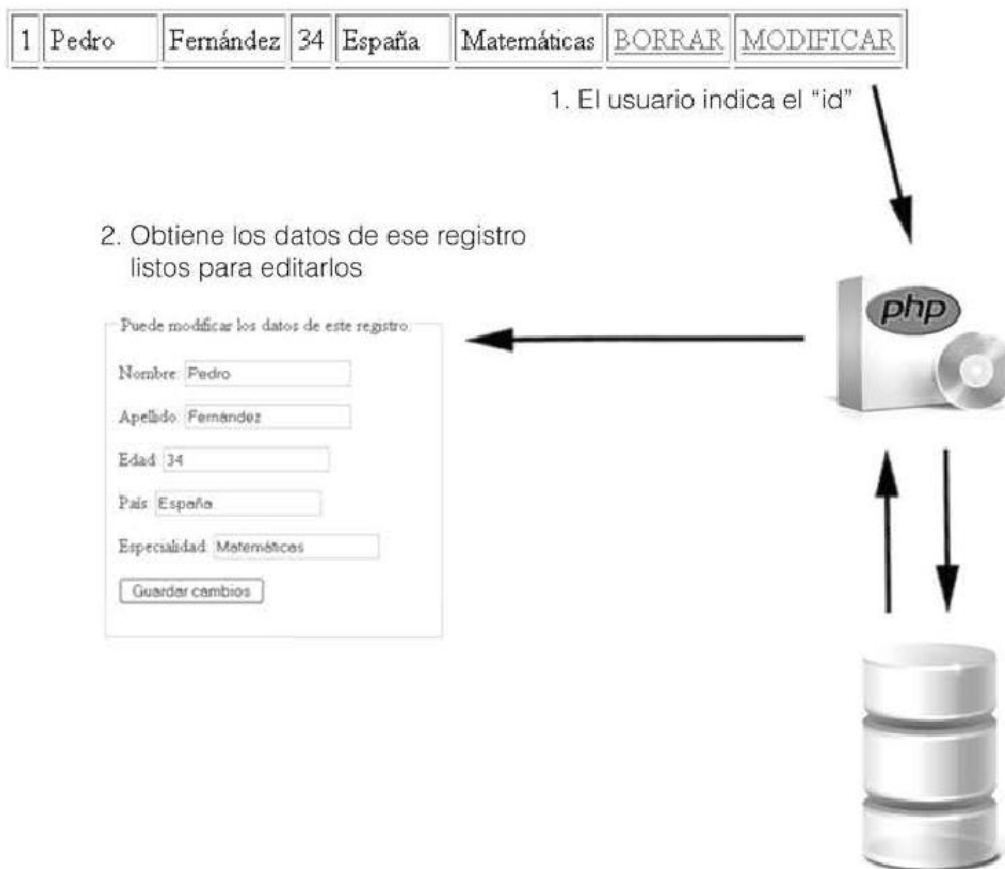 1 Pedro Fernández 34 España Matemáticas BORRAR MODIFICAR
1. El usuario indica el "id"
2. Obtiene los datos de ese registro
listos para editarlos
php
Puede modificar los datos de este registro:
Nombre: Pedro
Apellido: Fernández
Edad: 34
País: España
Especialidad: Matemáticas
Guardar cambios